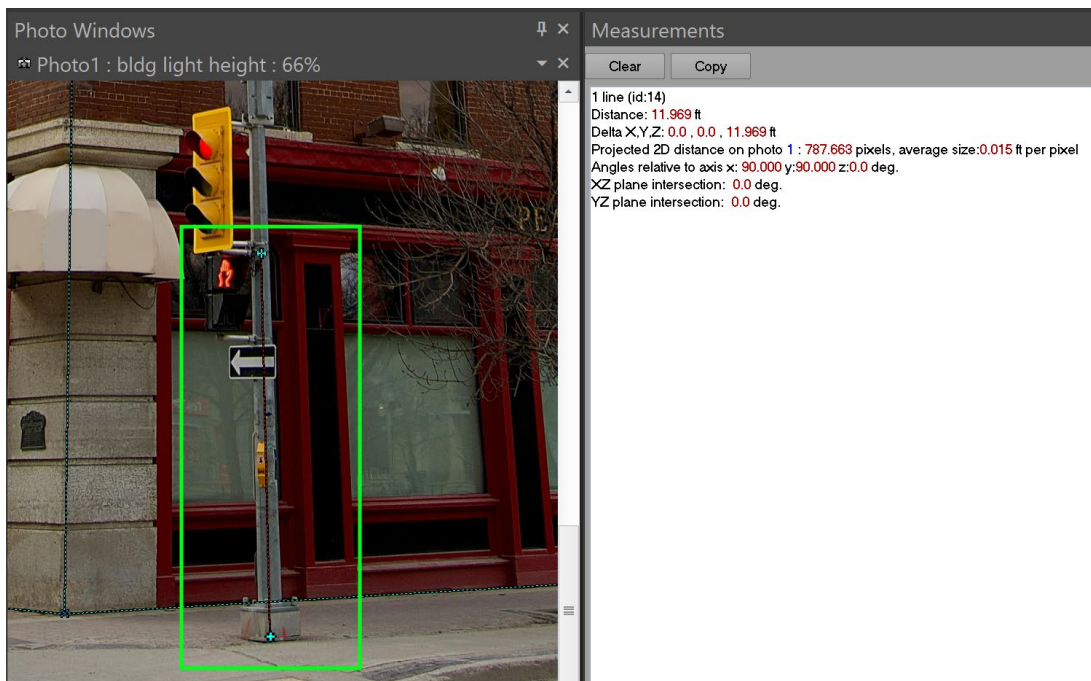 Photo Windows
Photo1 : bldg light height : 66%
PE
Measurements
Clear Copy
1 line (id:14)
Distance: 11.969 ft
Delta X,Y,Z: 0.0 , 0.0 , 11.969 ft
Projected 2D distance on photo 1 : 787.663 pixels, average size:0.015 ft per pixel
Angles relative to axis x: 90.000 y:90.000 z:0.0 deg.
XZ plane intersection: 0.0 deg.
YZ plane intersection: 0.0 deg.